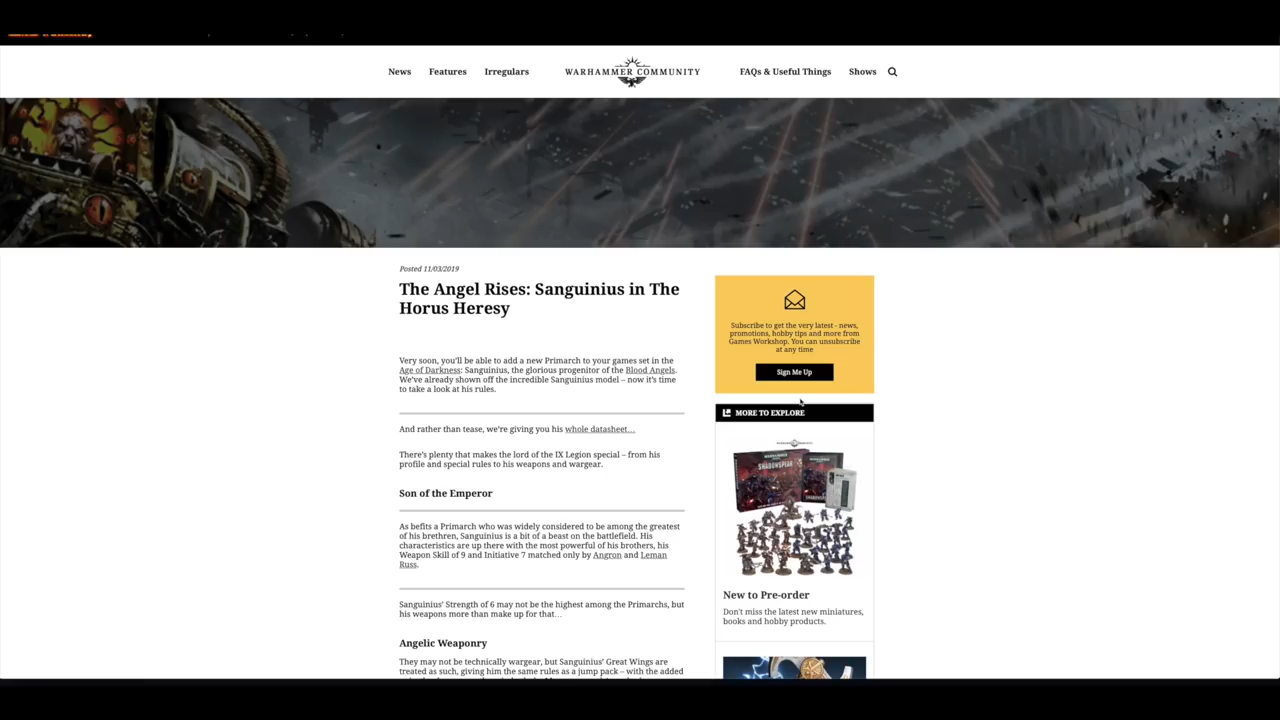 News Features Irregulars WARHAMMER COMMUNITY FAQs & Useful Things Shows
Posted 11/03/2019
The Angel Rises: Sanguinius in The
Horus Heresy
Very soon, you'll be able to add a new Primarch to your games set in the
Age of Darkness: Sanguinius, the glorious progenitor of the Blood Angels.
We've already shown off the incredible Sanguinius model – now it's time
to take a look at his rules.
And rather than tease, we're giving you his whole datasheet…
There's plenty that makes the lord of the IX Legion special – from his
profile and special rules to his weapons and wargear.
Son of the Emperor
As befits a Primarch who was widely considered to be among the greatest
of his brethren, Sanguinius is a bit of a beast on the battlefield. His
characteristics are up there with the most powerful of his brothers, his
Weapon Skill of 9 and Initiative 7 matched only by Angron and Leman
Russ.
Sanguinius' Strength of 6 may not be the highest among the Primarchs, but
his weapons more than make up for that…
Angelic Weaponry
They may not be technically wargear, but Sanguinius' Great Wings are
treated as such, giving him the same rules as a jump pack – with the added
Subscribe to get the very latest - news,
promotions, hobby tips and more from
Games Workshop. You can unsubscribe
at any time
Sign Me Up
MORE TO EXPLORE
SHADOWSPEAR
New to Pre-order
Don't miss the latest new miniatures,
books and hobby products.